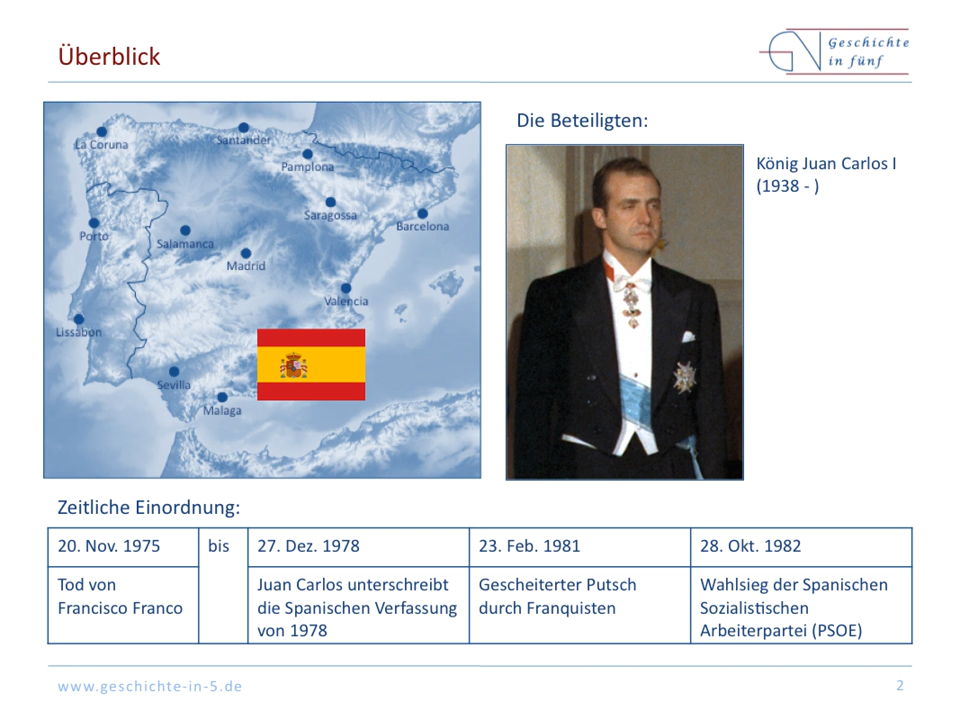 Überblick
Geschichte
in fünf
La Coruna
Santander
Pamplona
Saragossa
Barcelona
Porto
Salamanca
Madrid
Valencia
Lissabon
Sevilla
Malaga
Die Beteiligten:
König Juan Carlos I
(1938 - )
Zeitliche Einordnung:
20. Nov. 1975 bis 27. Dez. 1978 23. Feb. 1981 28. Okt. 1982
Tod von Juan Carlos unterschreibt Gescheiterter Putsch Wahlsieg der Spanischen
Francisco Franco die Spanischen Verfassung durch Franquisten Sozialistischen
von 1978 Arbeiterpartei (PSOE)
www.geschichte-in-5.de 2